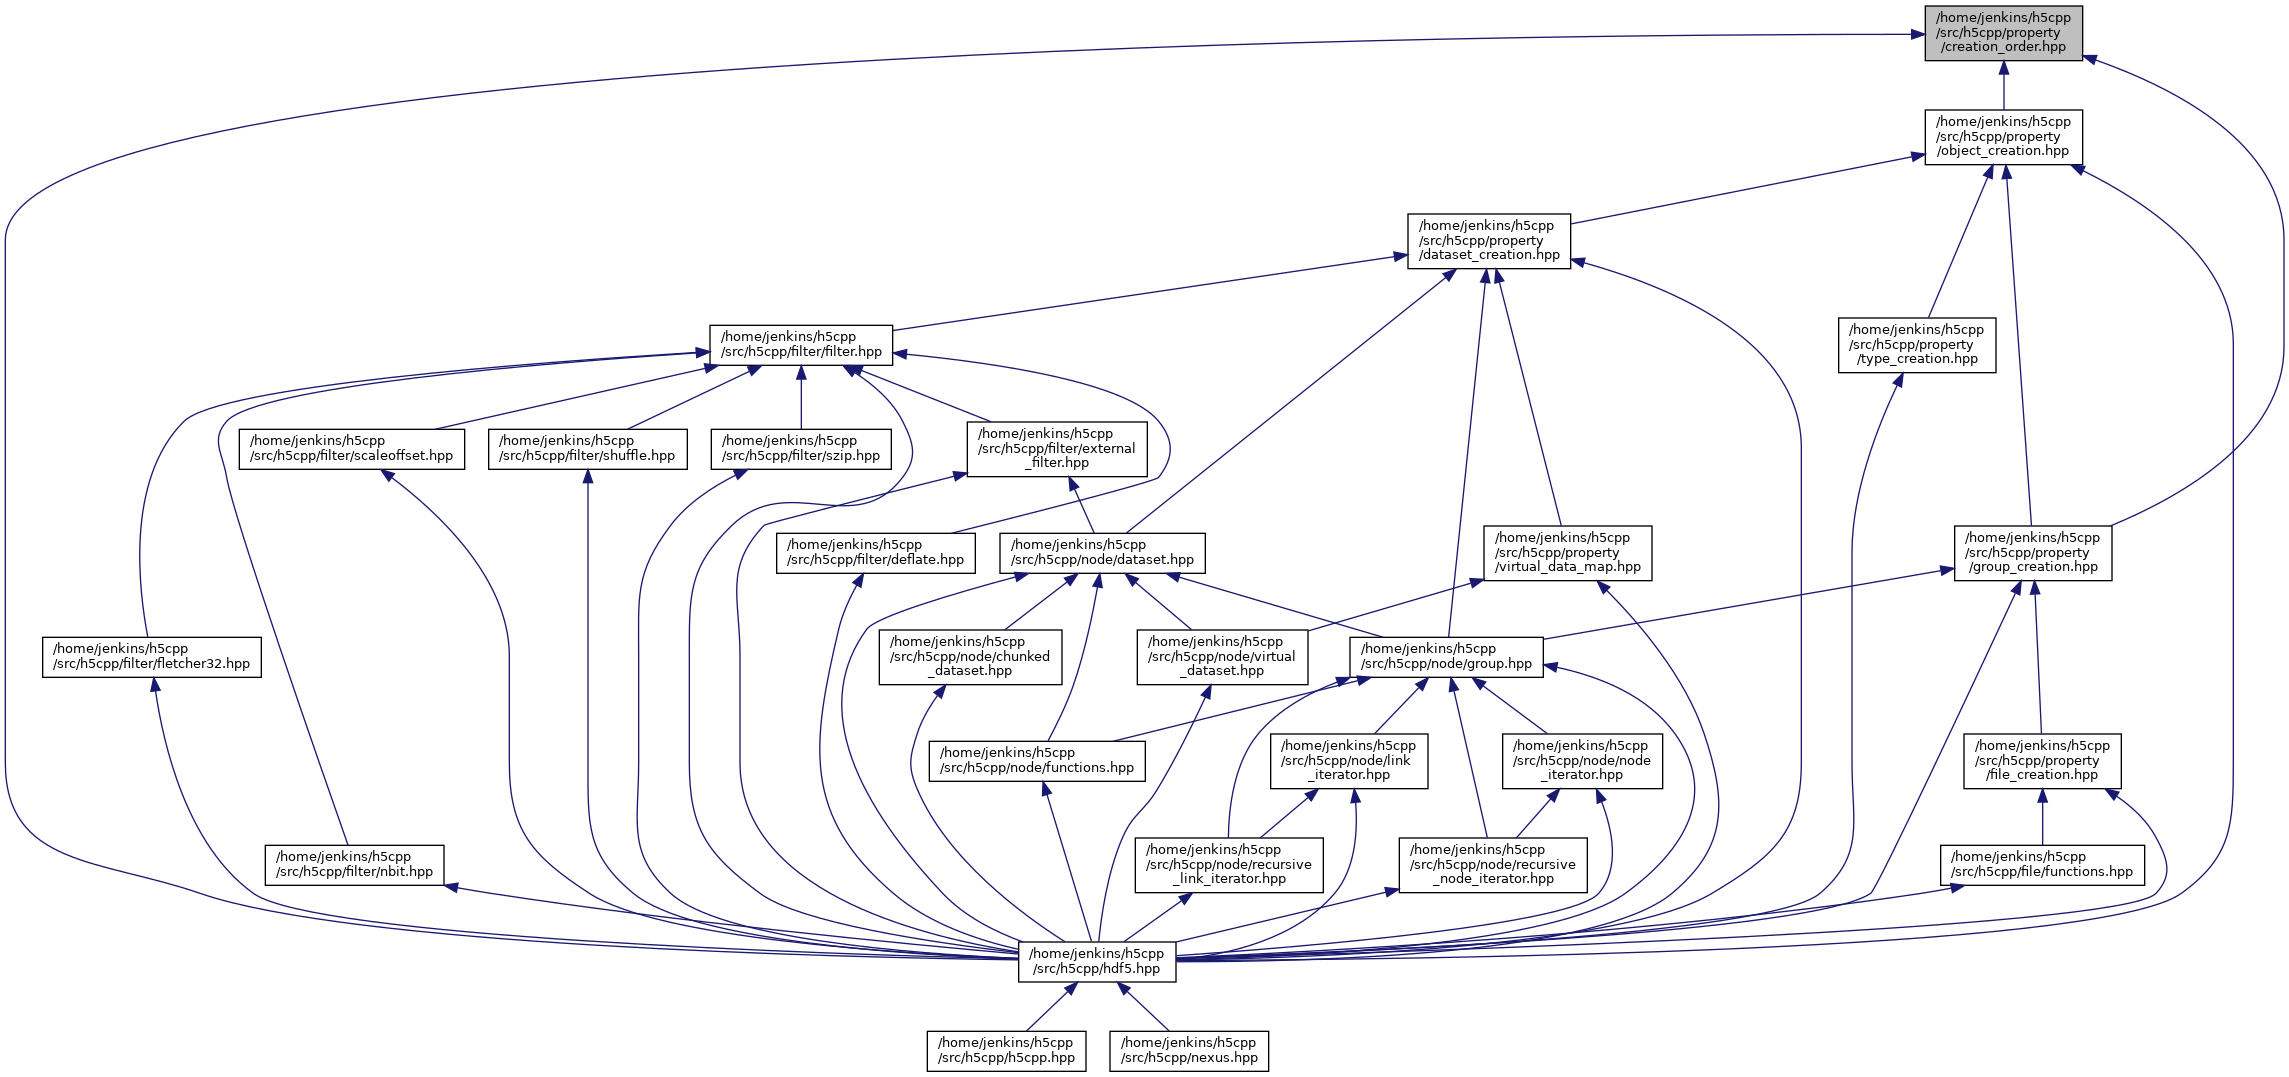 /home/jenkins/h5cpp
/src/h5cpp/property
/creation_order.hpp
/home/jenkins/h5cpp
/src/h5cpp/property
/object_creation.hpp
/home/jenkins/h5cpp
/src/h5cpp/property
/dataset_creation.hpp
/home/jenkins/h5cpp
/src/h5cpp/filter/filter.hpp
/home/jenkins/h5cpp
/src/h5cpp/property
/type_creation.hpp
/home/jenkins/h5cpp
/src/h5cpp/filter/scaleoffset.hpp
/home/jenkins/h5cpp
/src/h5cpp/filter/shuffle.hpp
/home/jenkins/h5cpp
/src/h5cpp/filter/szip.hpp
/home/jenkins/h5cpp
/src/h5cpp/filter/external
_filter.hpp
/home/jenkins/h5cpp
/src/h5cpp/filter/deflate.hpp
/home/jenkins/h5cpp
/src/h5cpp/node/dataset.hpp
/home/jenkins/h5cpp
/src/h5cpp/property
/virtual_data_map.hpp
/home/jenkins/h5cpp
/src/h5cpp/property
/group_creation.hpp
/home/jenkins/h5cpp
/src/h5cpp/filter/fletcher32.hpp
/home/jenkins/h5cpp
/src/h5cpp/node/chunked
_dataset.hpp
/home/jenkins/h5cpp
/src/h5cpp/node/virtual
_dataset.hpp
/home/jenkins/h5cpp
/src/h5cpp/node/group.hpp
/home/jenkins/h5cpp
/src/h5cpp/node/functions.hpp
/home/jenkins/h5cpp
/src/h5cpp/node/link
_iterator.hpp
/home/jenkins/h5cpp
/src/h5cpp/node/node
_iterator.hpp
/home/jenkins/h5cpp
/src/h5cpp/property
/file_creation.hpp
/home/jenkins/h5cpp
/src/h5cpp/filter/nbit.hpp
/home/jenkins/h5cpp
/src/h5cpp/node/recursive
_link_iterator.hpp
/home/jenkins/h5cpp
/src/h5cpp/node/recursive
_node_iterator.hpp
/home/jenkins/h5cpp
/src/h5cpp/file/functions.hpp
/home/jenkins/h5cpp
/src/h5cpp/hdf5.hpp
/home/jenkins/h5cpp
/src/h5cpp/h5cpp.hpp
/home/jenkins/h5cpp
/src/h5cpp/nexus.hpp